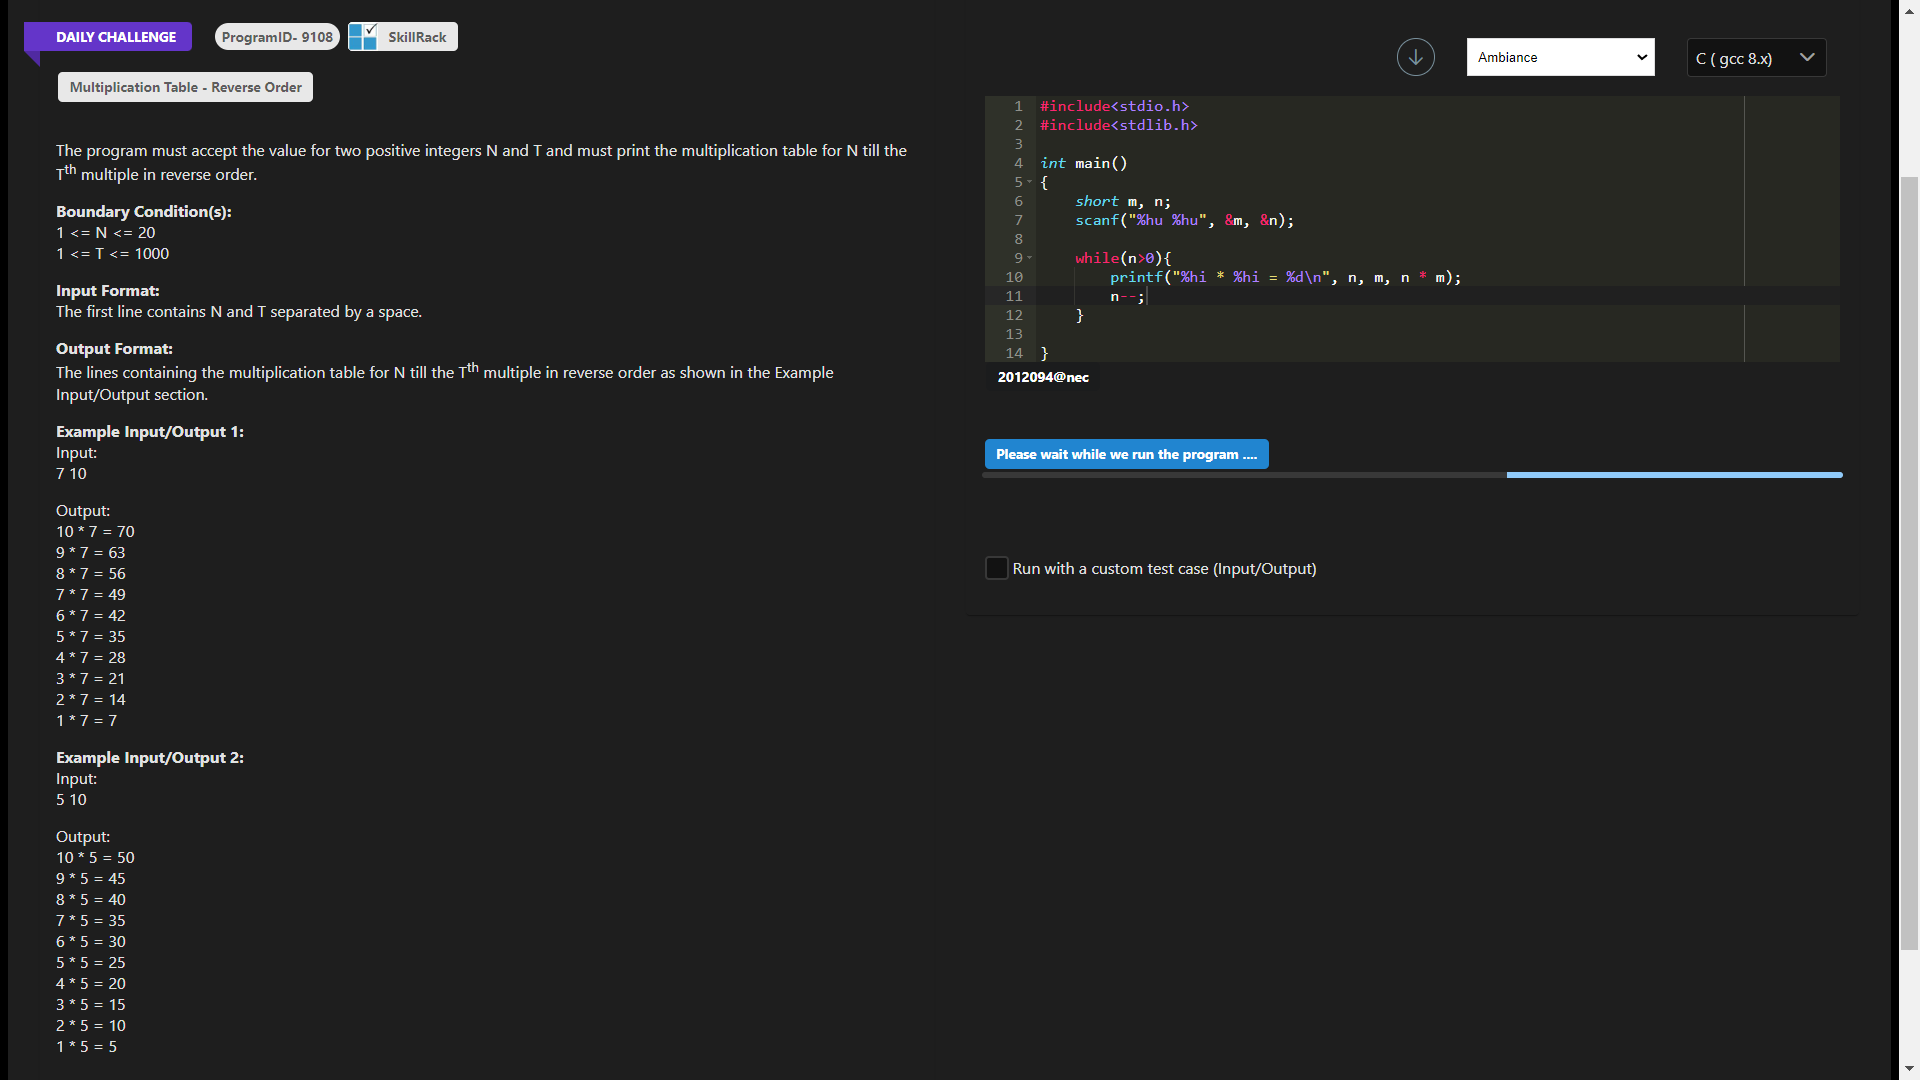 DAILY CHALLENGE
ProgramID- 9108
SkillRack
Multiplication Table - Reverse Order
The program must accept the value for two positive integers N and T and must print the multiplication table for N till the
Tth multiple in reverse order.
Boundary Condition(s):
1 <= N <= 20
1 <= T <= 1000
Input Format:
The first line contains N and T separated by a space.
Output Format:
The lines containing the multiplication table for N till the Tth multiple in reverse order as shown in the Example
Input/Output section.
Example Input/Output 1:
Input:
7 10
Output:
10 * 7 = 70
9 * 7 = 63
8 * 7 = 56
7 * 7 = 49
6 * 7 = 42
5 * 7 = 35
4 * 7 = 28
3 * 7 = 21
2 * 7 = 14
1 * 7 = 7
Example Input/Output 2:
Input:
5 10
Output:
10 * 5 = 50
9 * 5 = 45
8 * 5 = 40
7 * 5 = 35
6 * 5 = 30
5 * 5 = 25
4 * 5 = 20
3 * 5 = 15
2 * 5 = 10
1 * 5 = 5
Ambiance
C ( gcc 8.x)
1 #include<stdio.h>
2 #include<stdlib.h>
3
4 int main()
5 {
6 short m, n;
7 scanf("%hu %hu", &m, &n);
8
9 while(n>0){
10 printf("%hi * %hi = %d\n", n, m, n * m);
11 n--;
12 }
13
14 }
2012094@nec
Please wait while we run the program ....
Run with a custom test case (Input/Output)